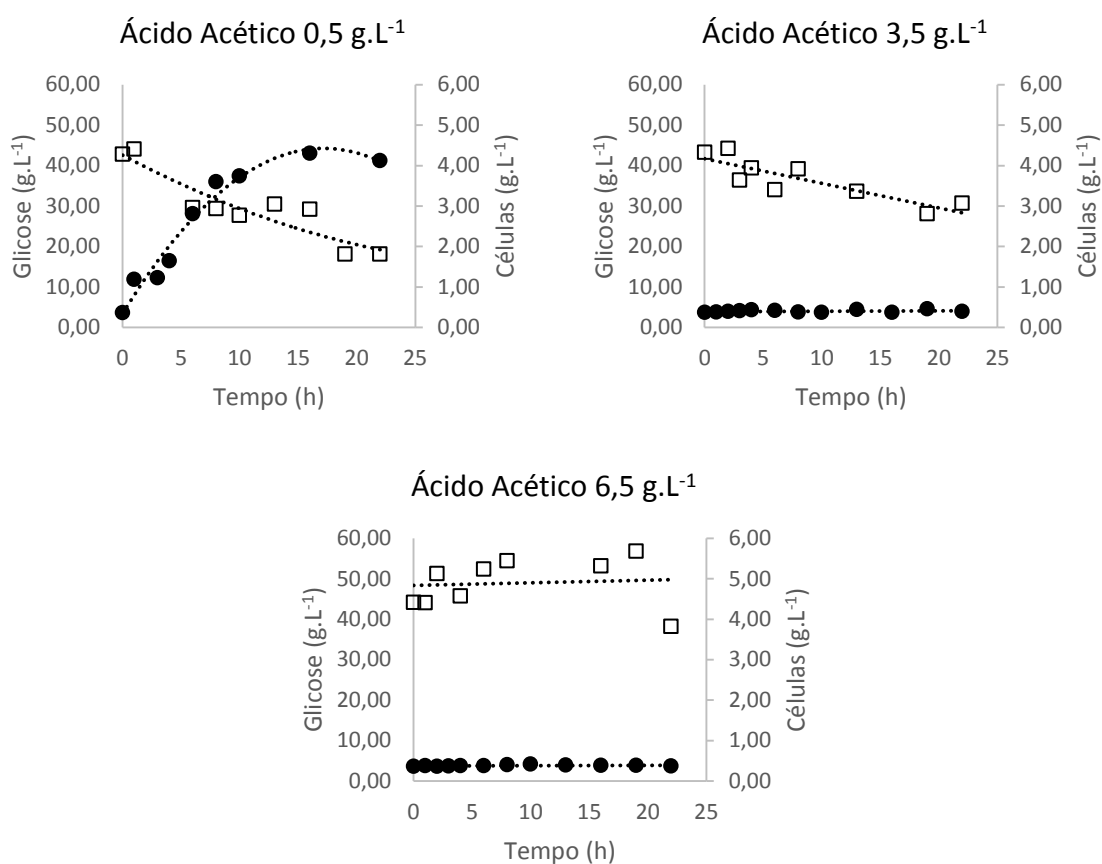 Ácido Acético 0,5 g.L-1
60,00
50,00
40,00
30,00
20,00
10,00
0,00
Glicose (g.L-1)
6,00
5,00
4,00
3,00
2,00
1,00
0,00
Células (g.L-1)
0 5 10 15 20 25
Tempo (h)
Ácido Acético 3,5 g.L-1
60,00
50,00
40,00
30,00
20,00
10,00
0,00
Glicose (g.L-1)
6,00
5,00
4,00
3,00
2,00
1,00
0,00
Células (g.L-1)
0 5 10 15 20 25
Tempo (h)
Ácido Acético 6,5 g.L-1
60,00
50,00
40,00
30,00
20,00
10,00
0,00
Glicose (g.L-1)
6,00
5,00
4,00
3,00
2,00
1,00
0,00
Células (g.L-1)
0 5 10 15 20 25
Tempo (h)